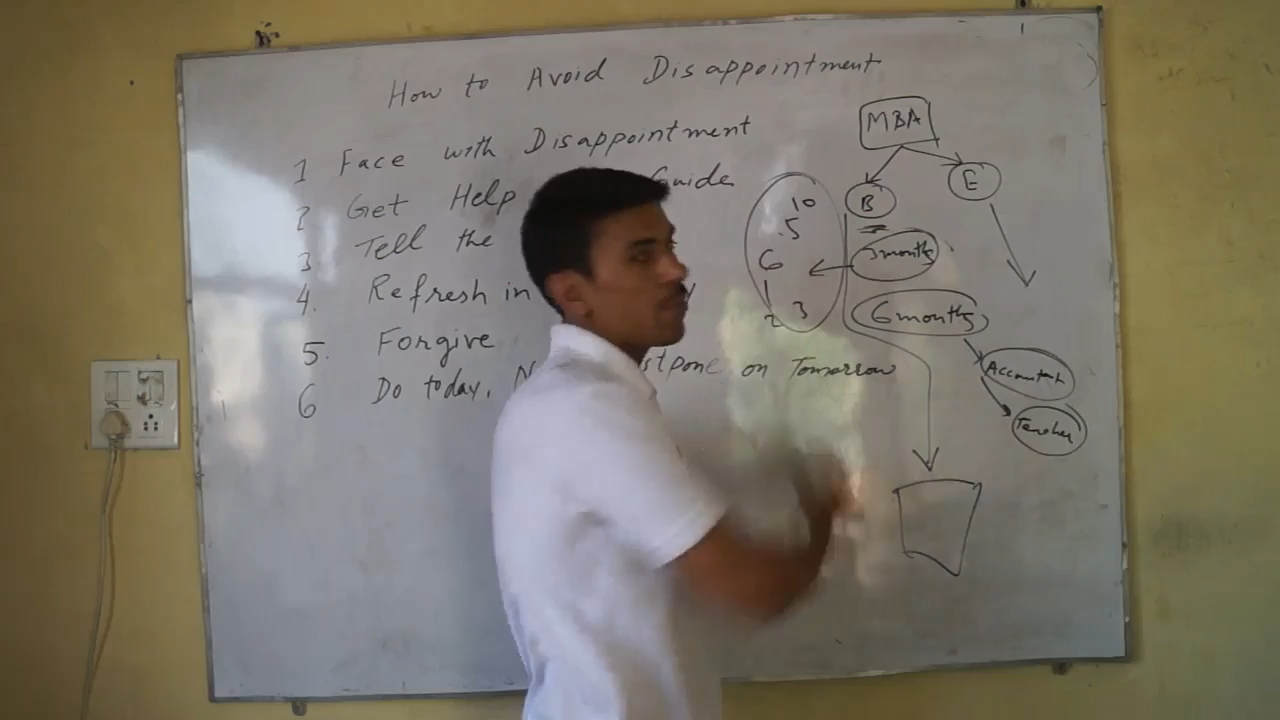 How to Avoid Disappointment
1 Face with Disappointment
2 Get Help Guide
3. Tell the
4. Refresh in
5. Forgive
6 Do today, on Tomorrow
MBA
B
E
10
5
6
1
2 3
3 months
6 months
Accountant
Teacher